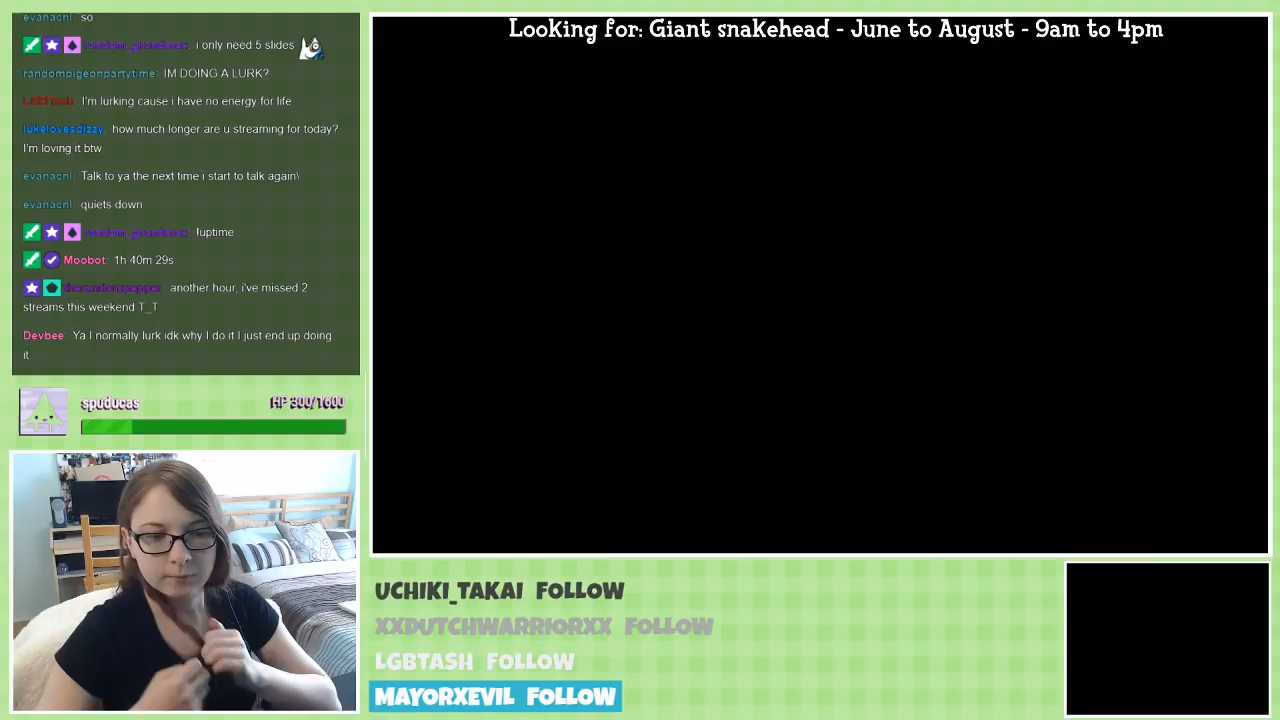 evanacnl: so
random_grandmax: i only need 5 slides
randompigeonpartytime: IM DOING A LURK?
I'm lurking cause i have no energy for life
lukelovesdizzy: how much longer are u streaming for today?
I'm loving it btw
evanacnl: Talk to ya the next time i start to talk again\
evanacnl: quiets down
random_grandmax: !uptime
Moobot: 1h 40m 29s
therandompepper: another hour, i've missed 2
streams this weekend T_T
Devbee: Ya I normally lurk idk why I do it I just end up doing
it
spuducas HP 300/1600
Looking for: Giant snakehead - June to August - 9am to 4pm
UCHIKI_TAKAI FOLLOW
XXDUTCHWARRIORXX FOLLOW
LGBTASH FOLLOW
MAYORXEVIL FOLLOW